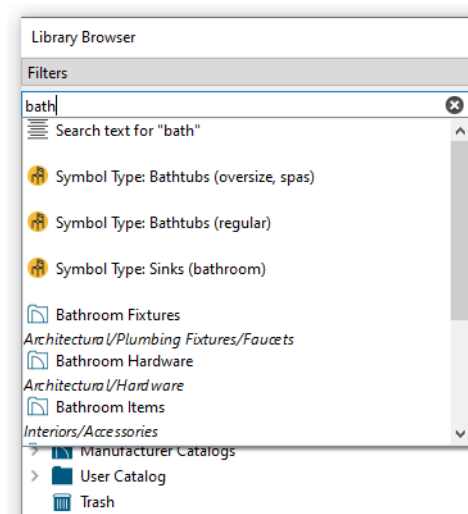 Library Browser
Filters
bath
Search text for "bath"
Symbol Type: Bathtubs (oversize, spas)
Symbol Type: Bathtubs (regular)
Symbol Type: Sinks (bathroom)
Bathroom Fixtures
Architectural/Plumbing Fixtures/Faucets
Bathroom Hardware
Architectural/Hardware
Bathroom Items
Interiors/Accessories
Manufacturer Catalogs
User Catalog
Trash